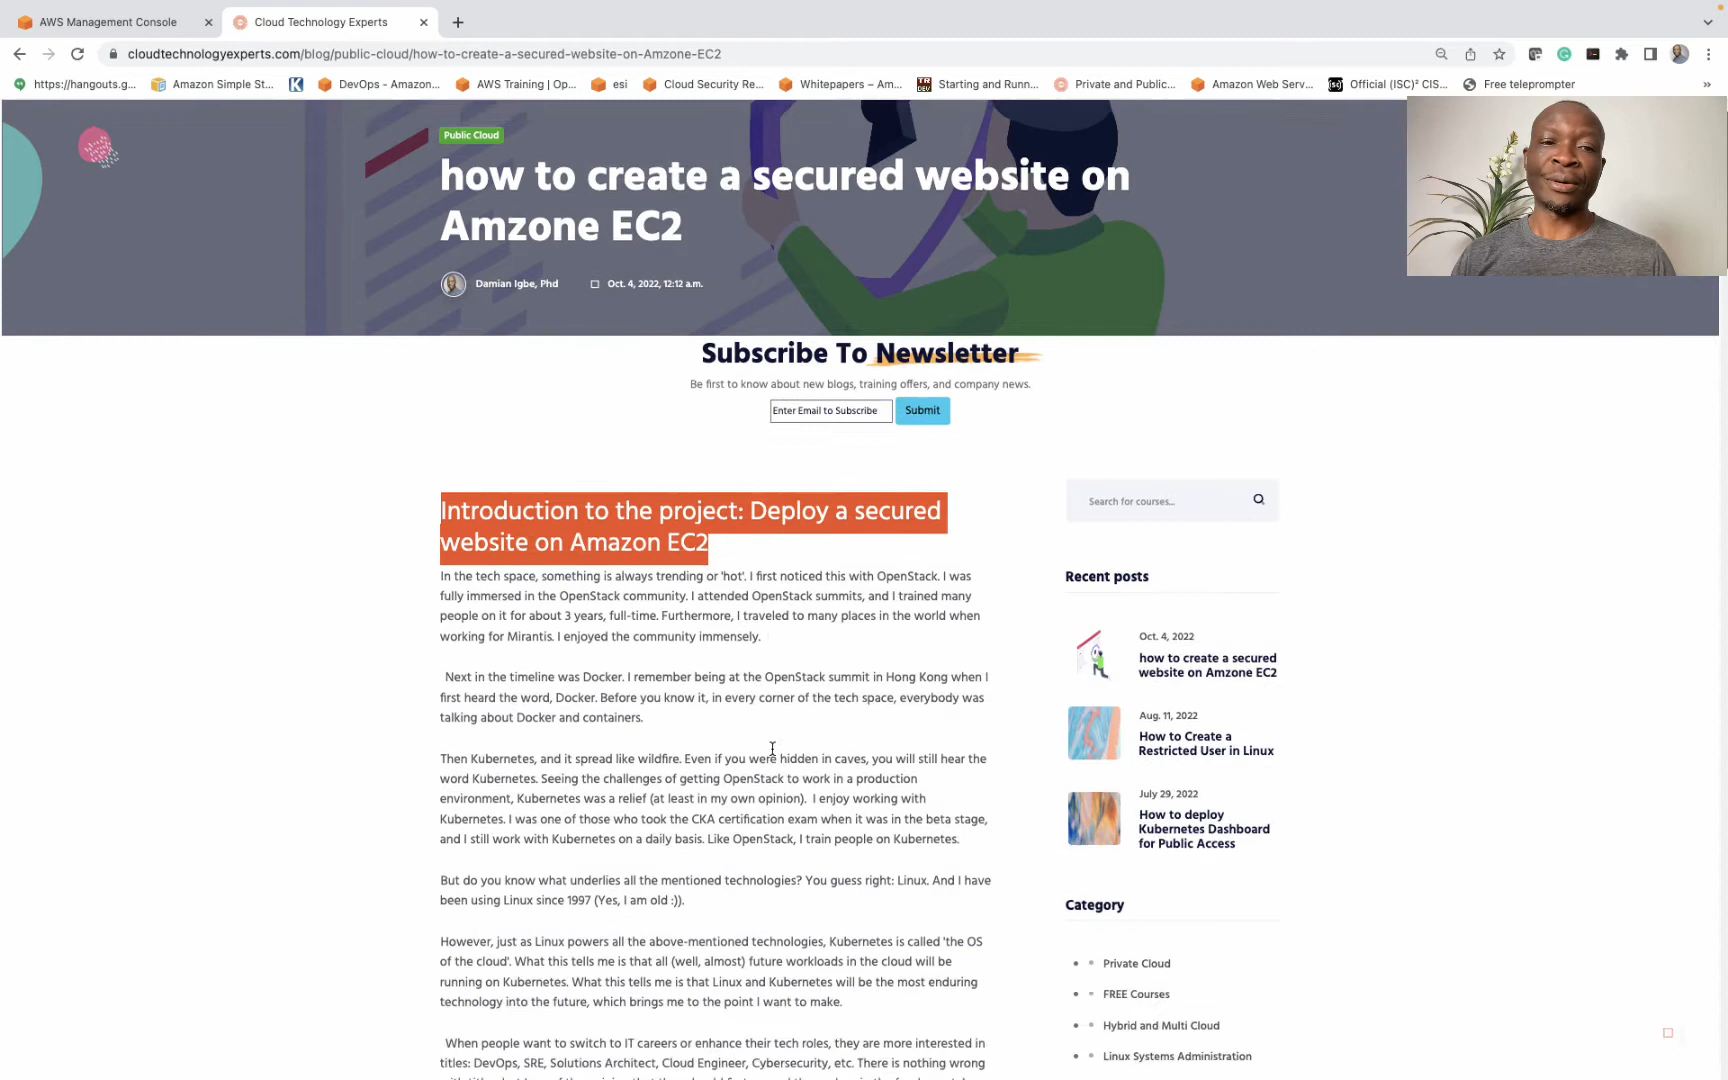 AWS Management Console
Cloud Technology Experts
cloudtechnologyexperts.com/blog/public-cloud/how-to-create-a-secured-website-on-Amzone-EC2
https://hangouts.g... Amazon Simple St... DevOps - Amazon... AWS Training | Op... esi Cloud Security Re... Whitepapers – Am... TR DEV Starting and Runn... Private and Public... Amazon Web Serv... (ISC)² Official (ISC)² CIS... Free teleprompter »
Public Cloud
how to create a secured website on
Amzone EC2
Damian Igbe, Phd Oct. 4, 2022, 12:12 a.m.
Subscribe To Newsletter
Be first to know about new blogs, training offers, and company news.
Enter Email to Subscribe Submit
Introduction to the project: Deploy a secured
website on Amazon EC2
In the tech space, something is always trending or 'hot'. I first noticed this with OpenStack. I was
fully immersed in the OpenStack community. I attended OpenStack summits, and I trained many
people on it for about 3 years, full-time. Furthermore, I traveled to many places in the world when
working for Mirantis. I enjoyed the community immensely.
Next in the timeline was Docker. I remember being at the OpenStack summit in Hong Kong when I
first heard the word, Docker. Before you know it, in every corner of the tech space, everybody was
talking about Docker and containers.
Then Kubernetes, and it spread like wildfire. Even if you were hidden in caves, you will still hear the
word Kubernetes. Seeing the challenges of getting OpenStack to work in a production
environment, Kubernetes was a relief (at least in my own opinion). I enjoy working with
Kubernetes. I was one of those who took the CKA certification exam when it was in the beta stage,
and I still work with Kubernetes on a daily basis. Like OpenStack, I train people on Kubernetes.
But do you know what underlies all the mentioned technologies? You guess right: Linux. And I have
been using Linux since 1997 (Yes, I am old :)).
However, just as Linux powers all the above-mentioned technologies, Kubernetes is called 'the OS
of the cloud'. What this tells me is that all (well, almost) future workloads in the cloud will be
running on Kubernetes. What this tells me is that Linux and Kubernetes will be the most enduring
technology into the future, which brings me to the point I want to make.
When people want to switch to IT careers or enhance their tech roles, they are more interested in
titles: DevOps, SRE, Solutions Architect, Cloud Engineer, Cybersecurity, etc. There is nothing wrong
Search for courses...
Recent posts
Oct. 4, 2022
how to create a secured
website on Amzone EC2
Aug. 11, 2022
How to Create a
Restricted User in Linux
July 29, 2022
How to deploy
Kubernetes Dashboard
for Public Access
Category
Private Cloud
FREE Courses
Hybrid and Multi Cloud
Linux Systems Administration